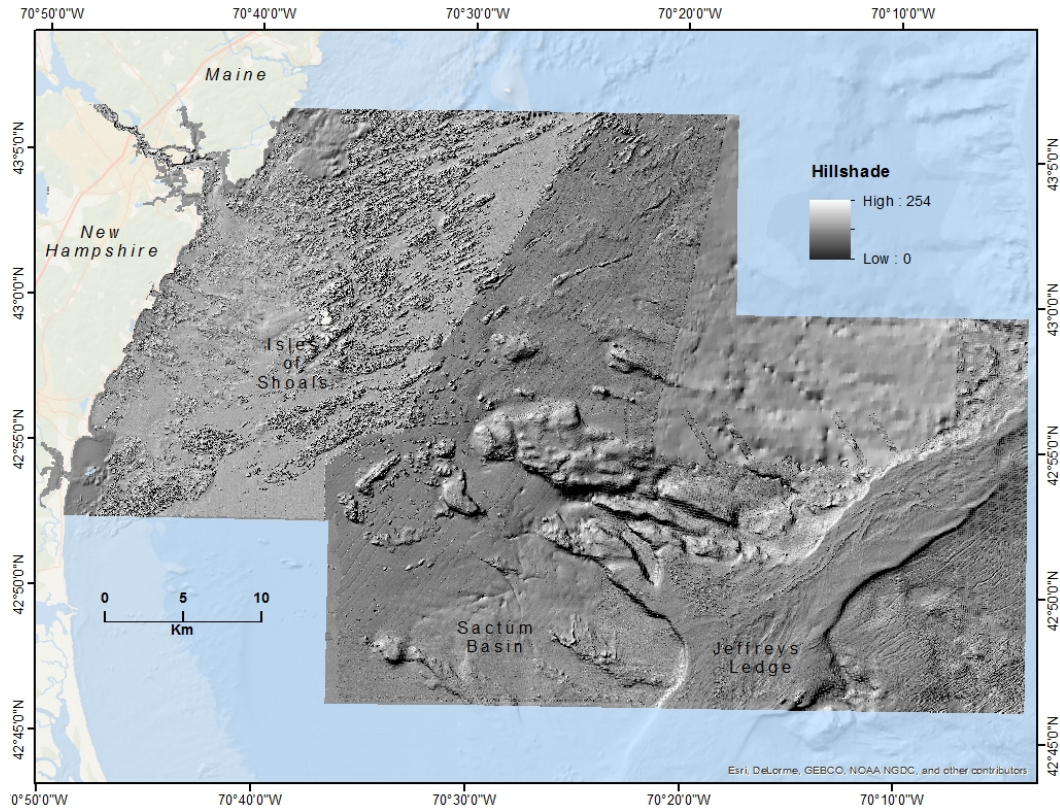 70°50'0"W 70°40'0"W 70°30'0"W 70°20'0"W 70°10'0"W
Maine
43°5'0"N
43°5'0"N
Hillshade
High : 254
Low : 0
New
Hampshire
43°0'0"N
43°0'0"N
Isles
of
Shoals
42°55'0"N
42°55'0"N
42°50'0"N
42°50'0"N
0 5 10
Km
Sactum
Basin
Jeffreys
Ledge
42°45'0"N
42°45'0"N
Esri, DeLorme, GEBCO, NOAA NGDC, and other contributors
0°50'0"W 70°40'0"W 70°30'0"W 70°20'0"W 70°10'0"W